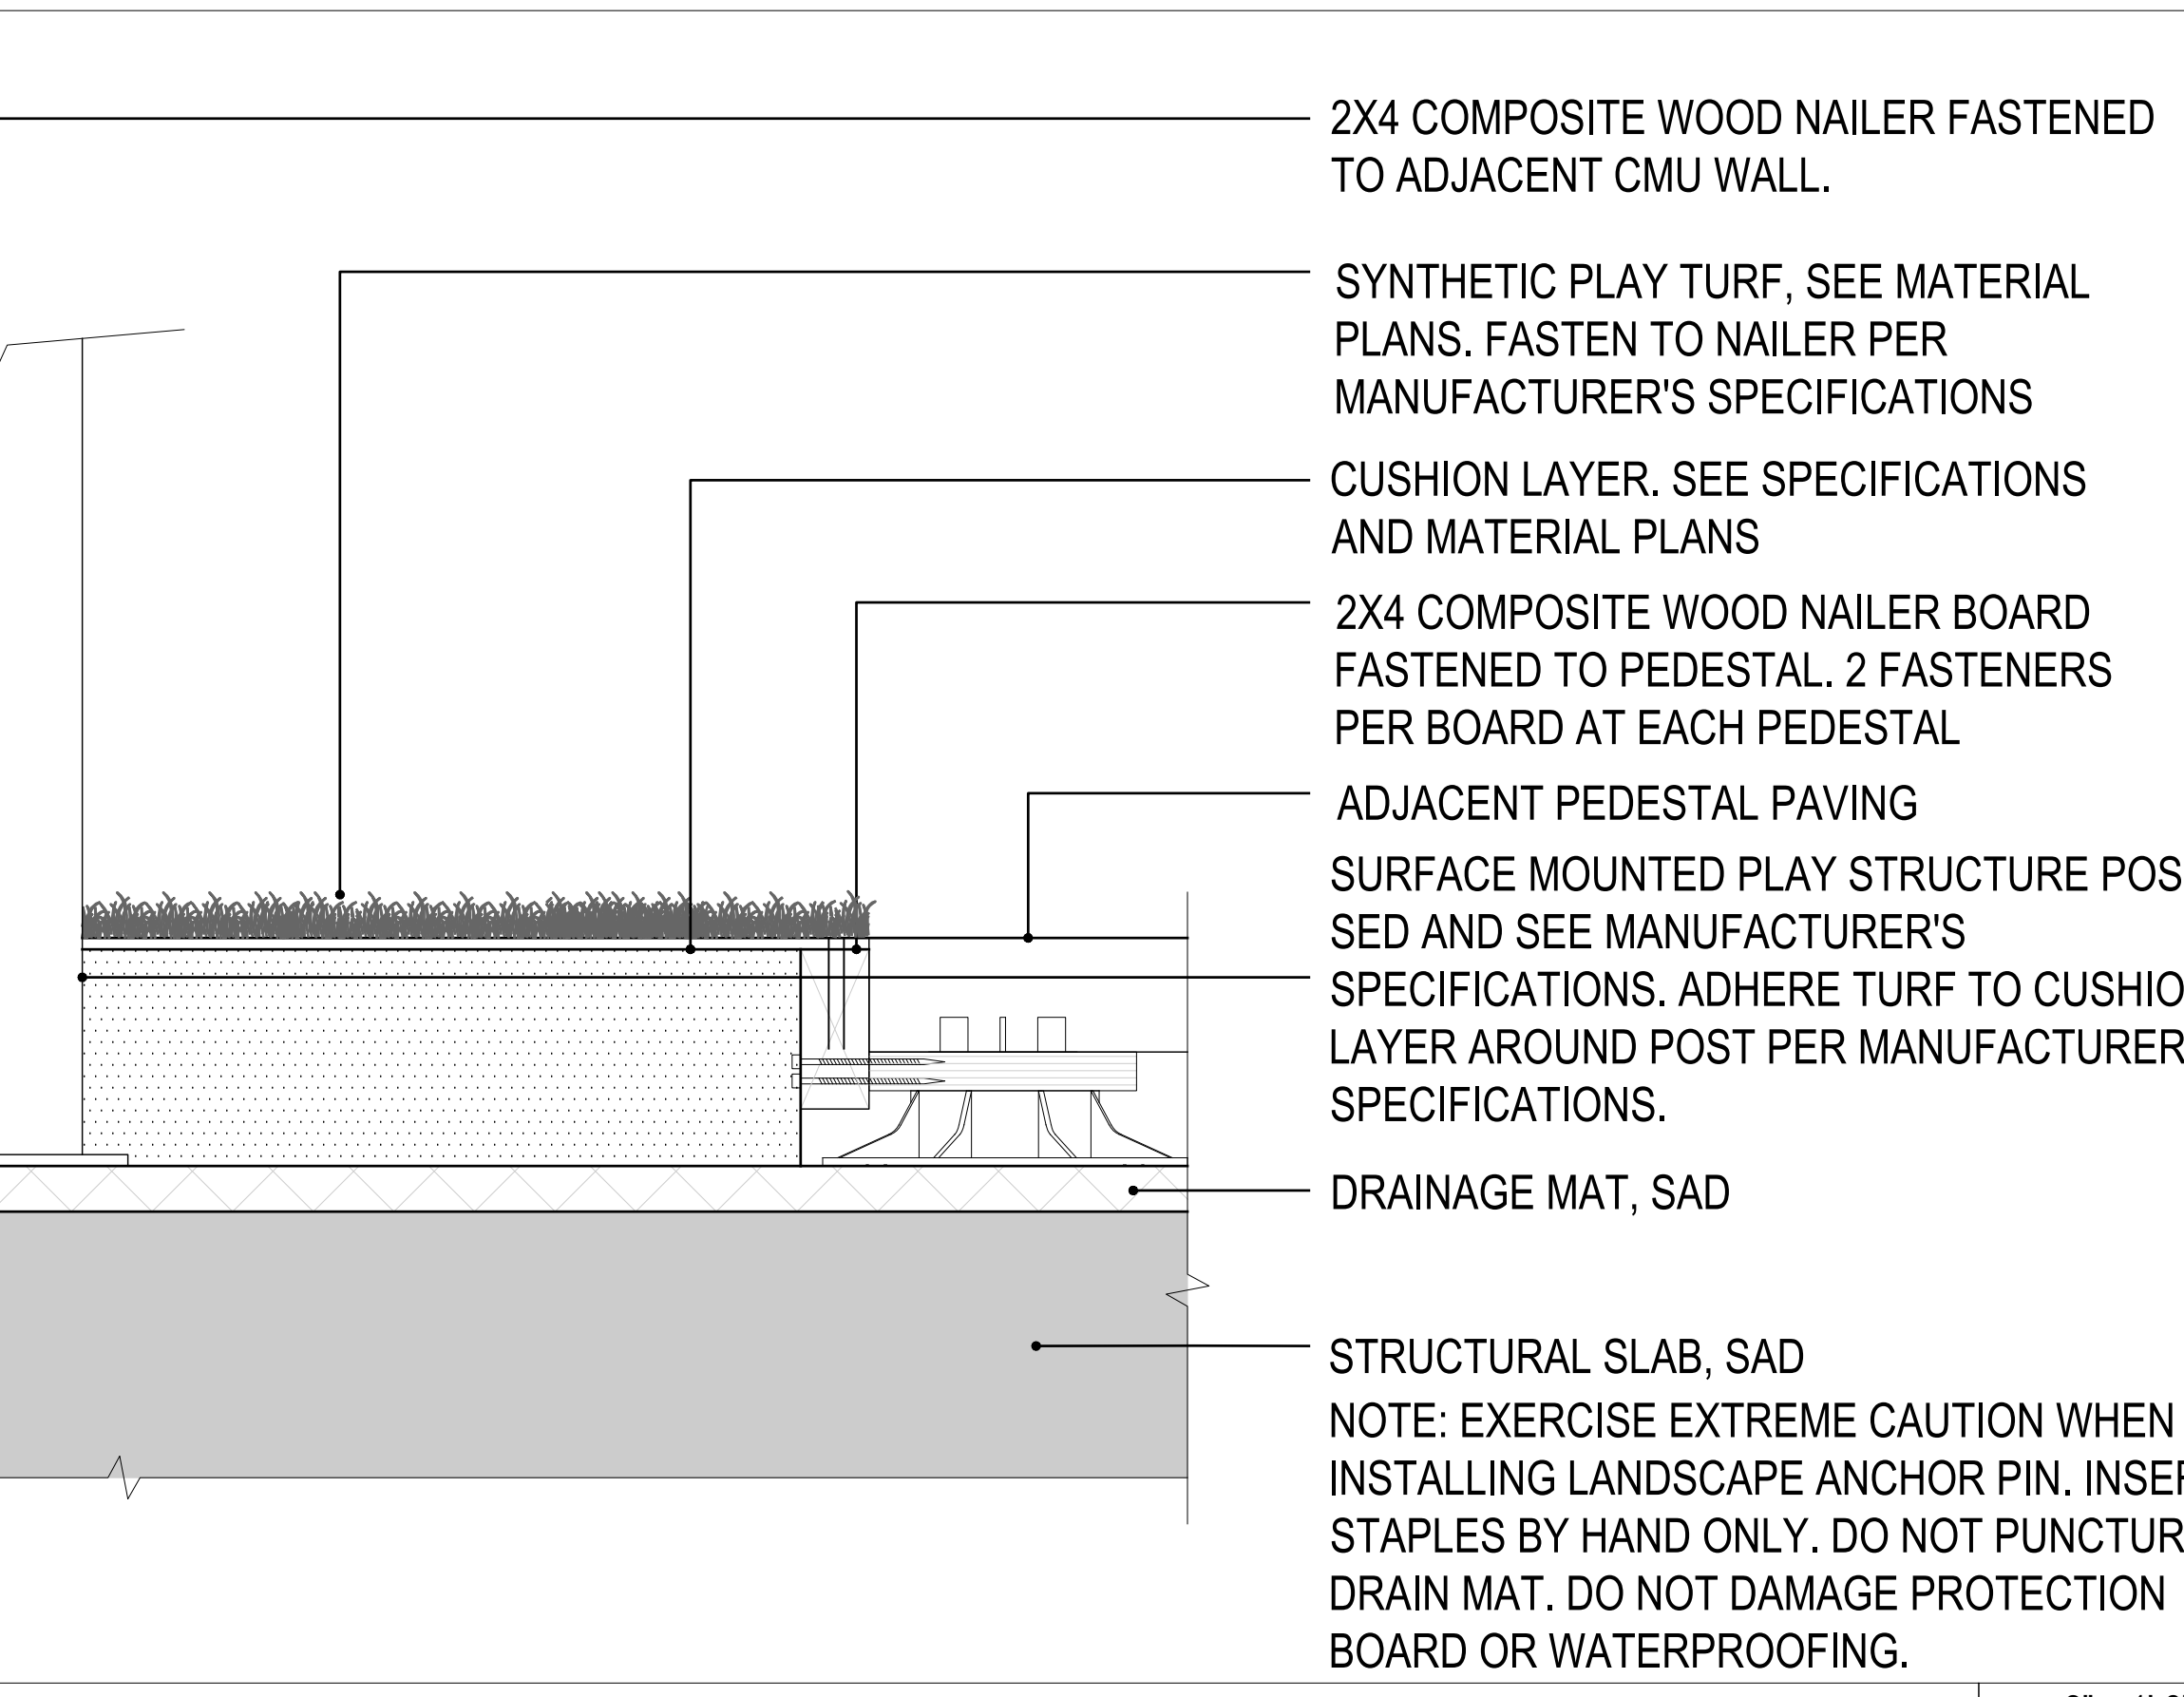 2X4 COMPOSITE WOOD NAILER FASTENED
TO ADJACENT CMU WALL.
SYNTHETIC PLAY TURF, SEE MATERIAL
PLANS. FASTEN TO NAILER PER
MANUFACTURER'S SPECIFICATIONS
CUSHION LAYER. SEE SPECIFICATIONS
AND MATERIAL PLANS
2X4 COMPOSITE WOOD NAILER BOARD
FASTENED TO PEDESTAL. 2 FASTENERS
PER BOARD AT EACH PEDESTAL
ADJACENT PEDESTAL PAVING
SURFACE MOUNTED PLAY STRUCTURE POS
SED AND SEE MANUFACTURER'S
SPECIFICATIONS. ADHERE TURF TO CUSHIO
LAYER AROUND POST PER MANUFACTURER
SPECIFICATIONS.
DRAINAGE MAT, SAD
STRUCTURAL SLAB, SAD
NOTE: EXERCISE EXTREME CAUTION WHEN
INSTALLING LANDSCAPE ANCHOR PIN. INSER
STAPLES BY HAND ONLY. DO NOT PUNCTUR
DRAIN MAT. DO NOT DAMAGE PROTECTION
BOARD OR WATERPROOFING.